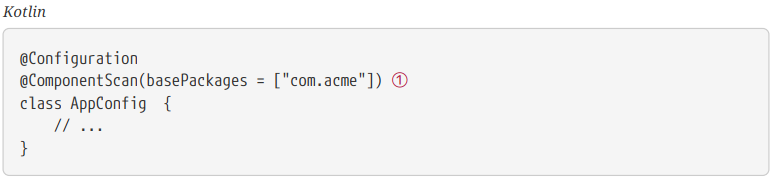 Kotlin
@Configuration
@ComponentScan(basePackages = ["com.acme"]) ①
class AppConfig  {
    // ...
}